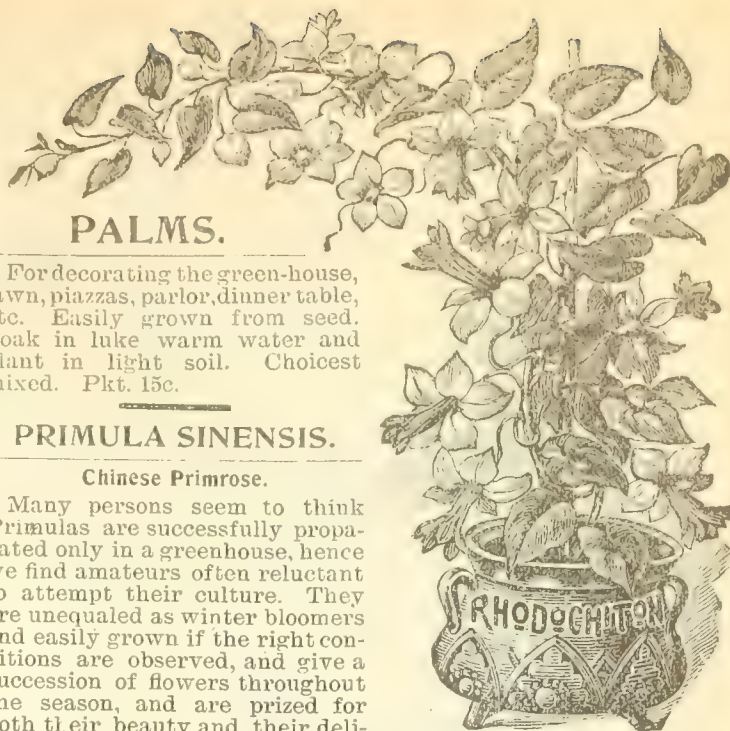 PALMS.
For decorating the green-house,
awn, piazzas, parlor, dinner table,
tc. Easily grown from seed.
oak in luke warm water and
lant in light soil. Choicest
nixed. Pkt. 15c.
PRIMULA SINENSIS.
Chinese Primrose.
Many persons seem to think
Primulas are successfully propa-
ated only in a greenhouse, hence
ve find amateurs often reluctant
o attempt their culture. They
re unequaled as winter bloomers
nd easily grown if the right con-
itions are observed, and give a
uccession of flowers throughout
he season, and are prized for
oth their beauty and their deli-
RHODOCHITON